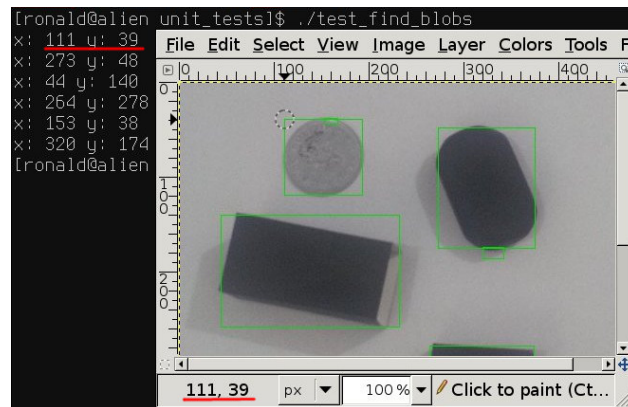 [ronald@alien unit_tests]$ ./test_find_blobs
x: 111 y: 39
x: 273 y: 48
x: 44 y: 140
x: 264 y: 278
x: 153 y: 38
x: 320 y: 174
[ronald@alien
File Edit Select View Image Layer Colors Tools F
0 100 200 300 400
0
100
200
111, 39 px 100 % Click to paint (Ct...